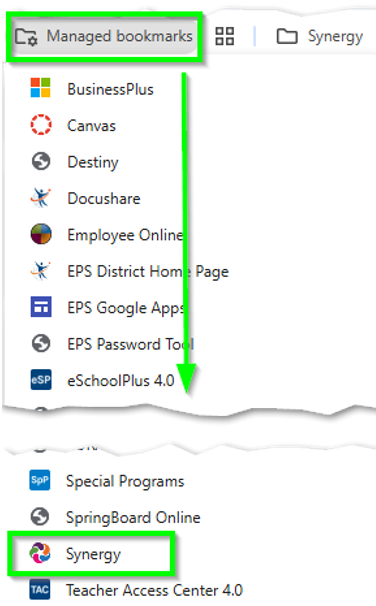 Managed bookmarks Synergy
BusinessPlus
Canvas
Destiny
Docushare
Employee Online
EPS District Home Page
EPS Google Apps
EPS Password Tool
eSP eSchoolPlus 4.0
SpP Special Programs
SpringBoard Online
Synergy
TAC Teacher Access Center 4.0